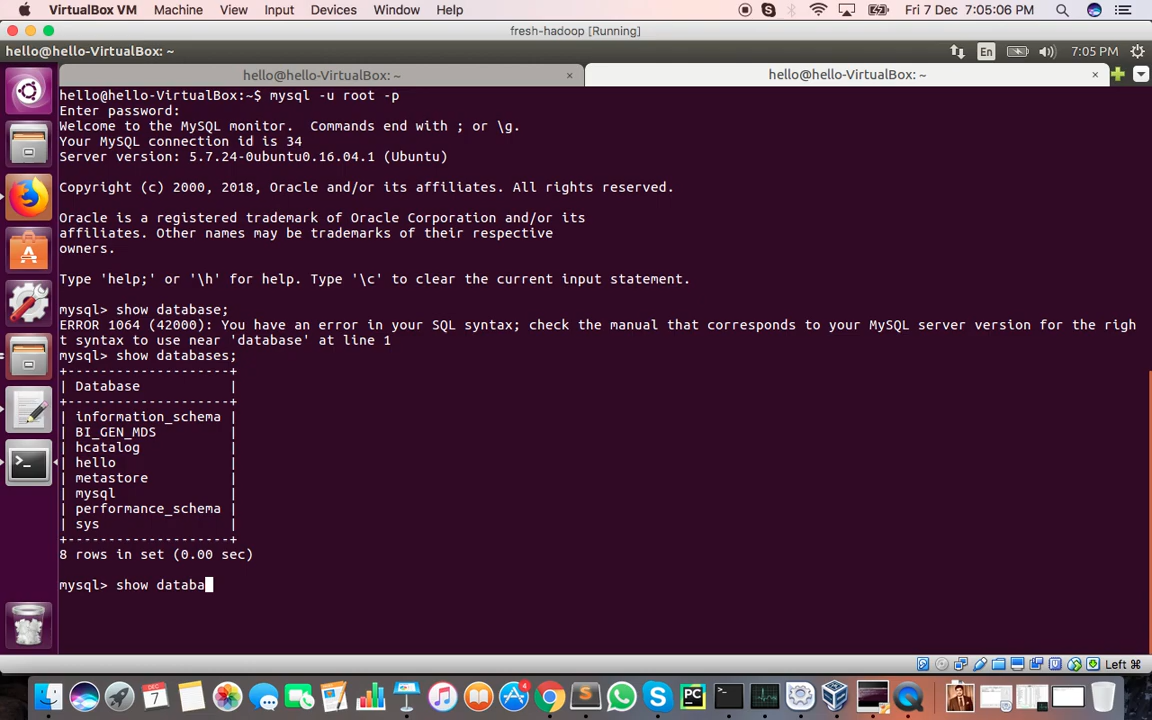 VirtualBox VM Machine View Input Devices Window Help Fri 7 Dec 7:05:06 PM
fresh-hadoop [Running]
hello@hello-VirtualBox: ~ En 7:05 PM
hello@hello-VirtualBox: ~ × hello@hello-VirtualBox: ~ ×
hello@hello-VirtualBox:~$ mysql -u root -p
Enter password:
Welcome to the MySQL monitor.  Commands end with ; or \g.
Your MySQL connection id is 34
Server version: 5.7.24-0ubuntu0.16.04.1 (Ubuntu)
Copyright (c) 2000, 2018, Oracle and/or its affiliates. All rights reserved.
Oracle is a registered trademark of Oracle Corporation and/or its
affiliates. Other names may be trademarks of their respective
owners.
Type 'help;' or '\h' for help. Type '\c' to clear the current input statement.
mysql> show database;
ERROR 1064 (42000): You have an error in your SQL syntax; check the manual that corresponds to your MySQL server version for the righ
t syntax to use near 'database' at line 1
mysql> show databases;
+--------------------+
| Database           |
+--------------------+
| information_schema |
| BI_GEN_MDS         |
| hcatalog           |
| hello              |
| metastore          |
| mysql              |
| performance_schema |
| sys                |
+--------------------+
8 rows in set (0.00 sec)
mysql> show databa
Left ⌘
DEC 7 4 PC